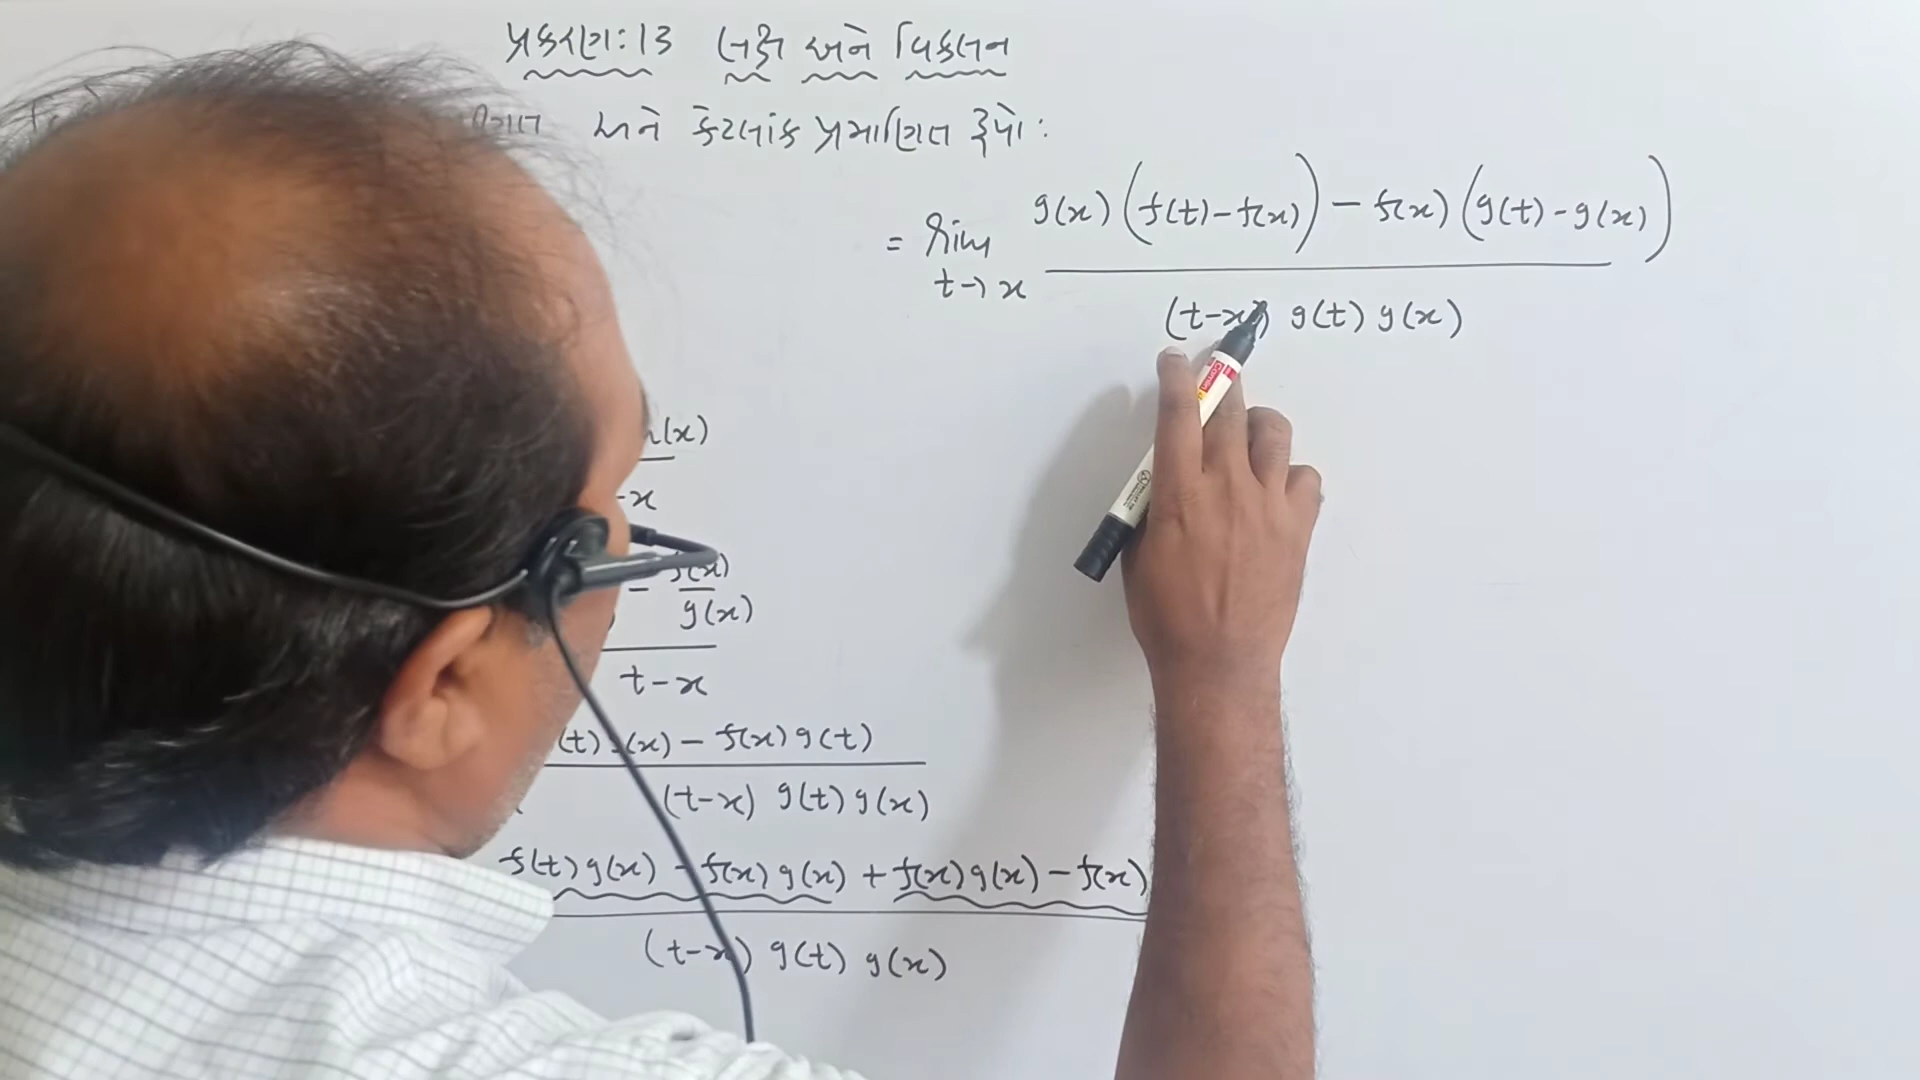 પ્રકરણ: 13 લક્ષ અને વિકલન
અને કેટલાંક પ્રમાણિત રૂપો :
= lim g(x) (f(t)-f(x)) - f(x) (g(t)-g(x))
t→x
(t-x) g(t) g(x)
(x)
-x
- f(x)
g(x)
t-x
(t) (x) - f(x) g(t)
(t-x) g(t) g(x)
f(t) g(x) - f(x) g(x) + f(x) g(x) - f(x)
(t-x) g(t) g(x)